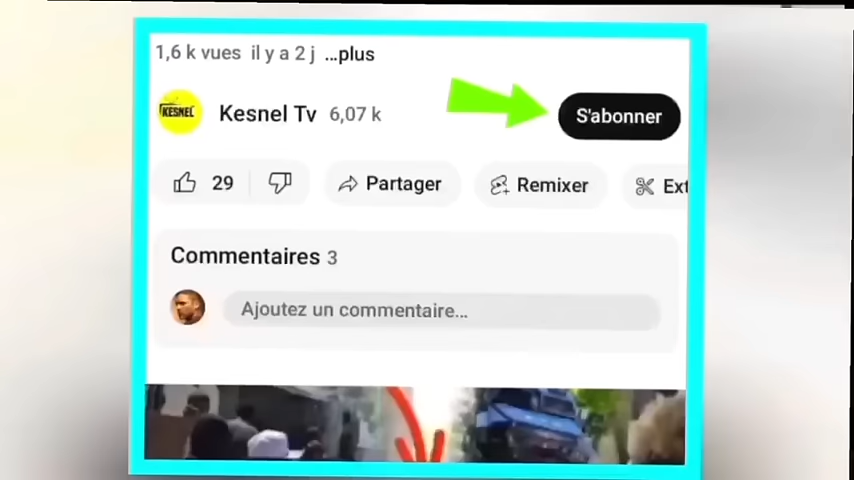 1,6 k vues il y a 2 j ...plus
KESNEL
Kesnel Tv 6,07 k
S'abonner
29
Partager
Remixer
Ext
Commentaires 3
Ajoutez un commentaire...